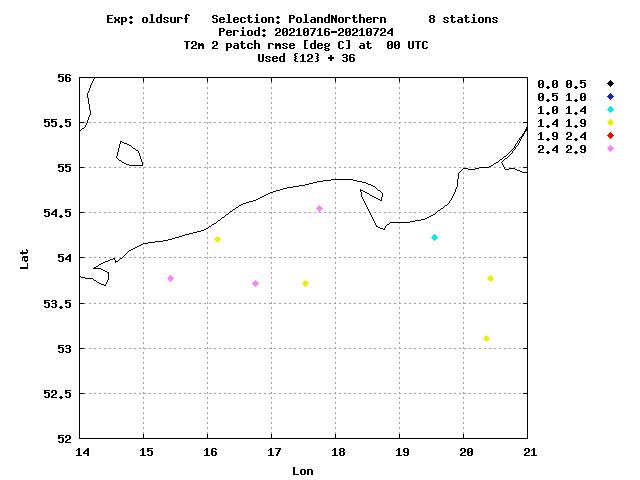 Exp: oldsurf Selection: PolandNorthern 8 stations
Period: 20210716-20210724
T2m 2 patch rmse [deg C] at 00 UTC
Used {12} + 36
0.0 0.5
0.5 1.0
1.0 1.4
1.4 1.9
1.9 2.4
2.4 2.9
56
55.5
55
54.5
54
53.5
53
52.5
52
Lat
14 15 16 17 18 19 20 21
Lon